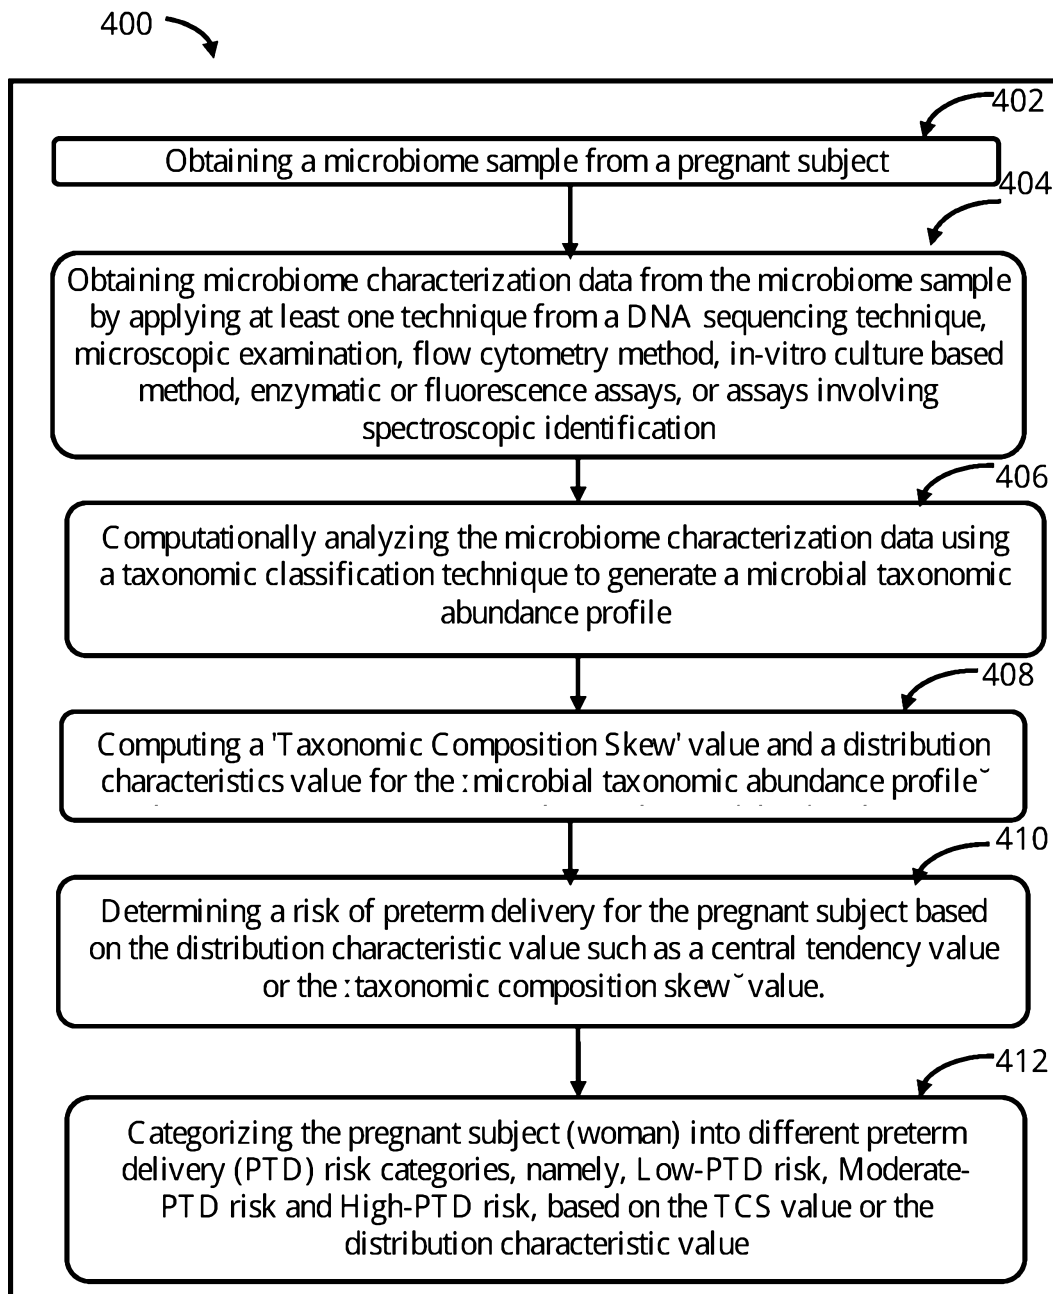 400
402
Obtaining a microbiome sample from a pregnant subject
404
Obtaining microbiome characterization data from the microbiome sample
by applying at least one technique from a DNA sequencing technique,
microscopic examination, flow cytometry method, in-vitro culture based
method, enzymatic or fluorescence assays, or assays involving
spectroscopic identification
406
Computationally analyzing the microbiome characterization data using
a taxonomic classification technique to generate a microbial taxonomic
abundance profile
408
Computing a 'Taxonomic Composition Skew' value and a distribution
characteristics value for the ׃microbial taxonomic abundance profile˘
410
Determining a risk of preterm delivery for the pregnant subject based
on the distribution characteristic value such as a central tendency value
or the ׃taxonomic composition skew˘ value.
412
Categorizing the pregnant subject (woman) into different preterm
delivery (PTD) risk categories, namely, Low-PTD risk, Moderate-
PTD risk and High-PTD risk, based on the TCS value or the
distribution characteristic value